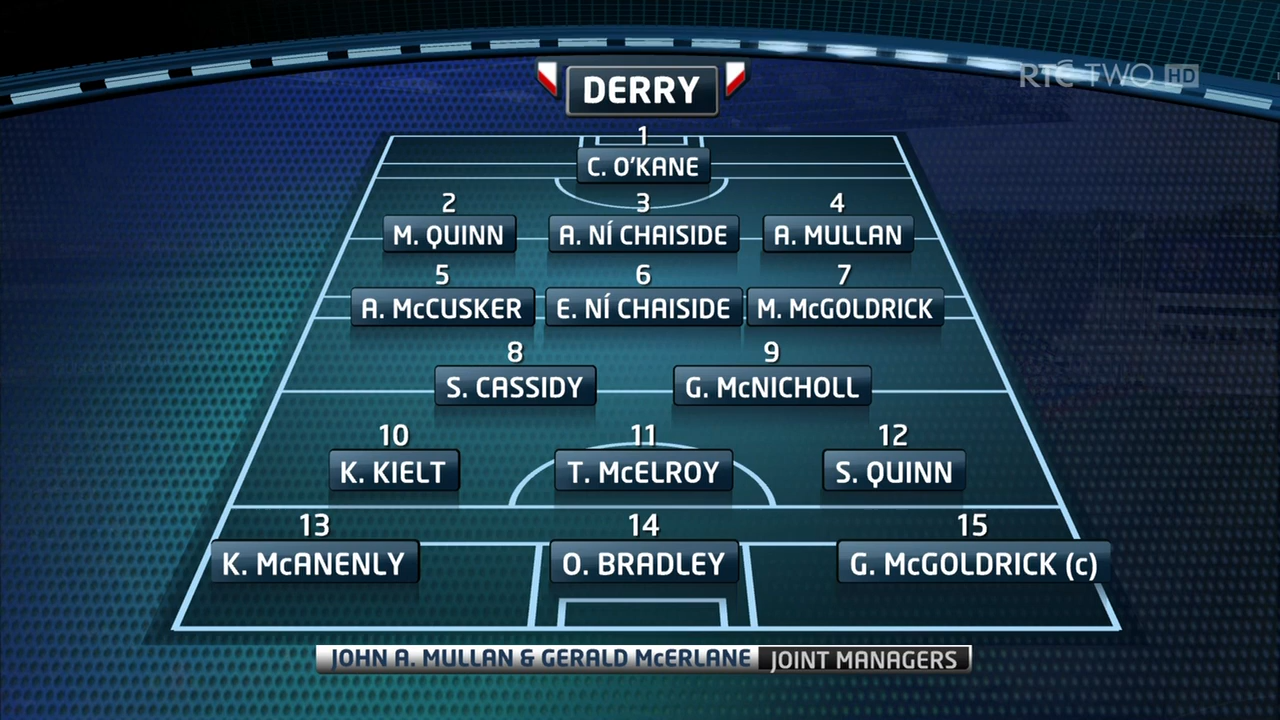 DERRY
RTÉ TWO HD
1
C. O'KANE
2 3 4
M. QUINN A. NÍ CHAISIDE A. MULLAN
5 6 7
A. McCUSKER E. NÍ CHAISIDE M. McGOLDRICK
8 9
S. CASSIDY G. McNICHOLL
10 11 12
K. KIELT T. McELROY S. QUINN
13 14 15
K. McANENLY O. BRADLEY G. McGOLDRICK (c)
JOHN A. MULLAN & GERALD McERLANE JOINT MANAGERS